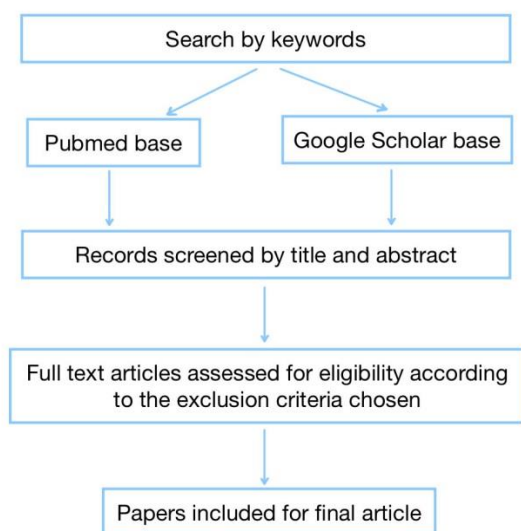 Search by keywords
Pubmed base
Google Scholar base
Records screened by title and abstract
Full text articles assessed for eligibility according
to the exclusion criteria chosen
Papers included for final article